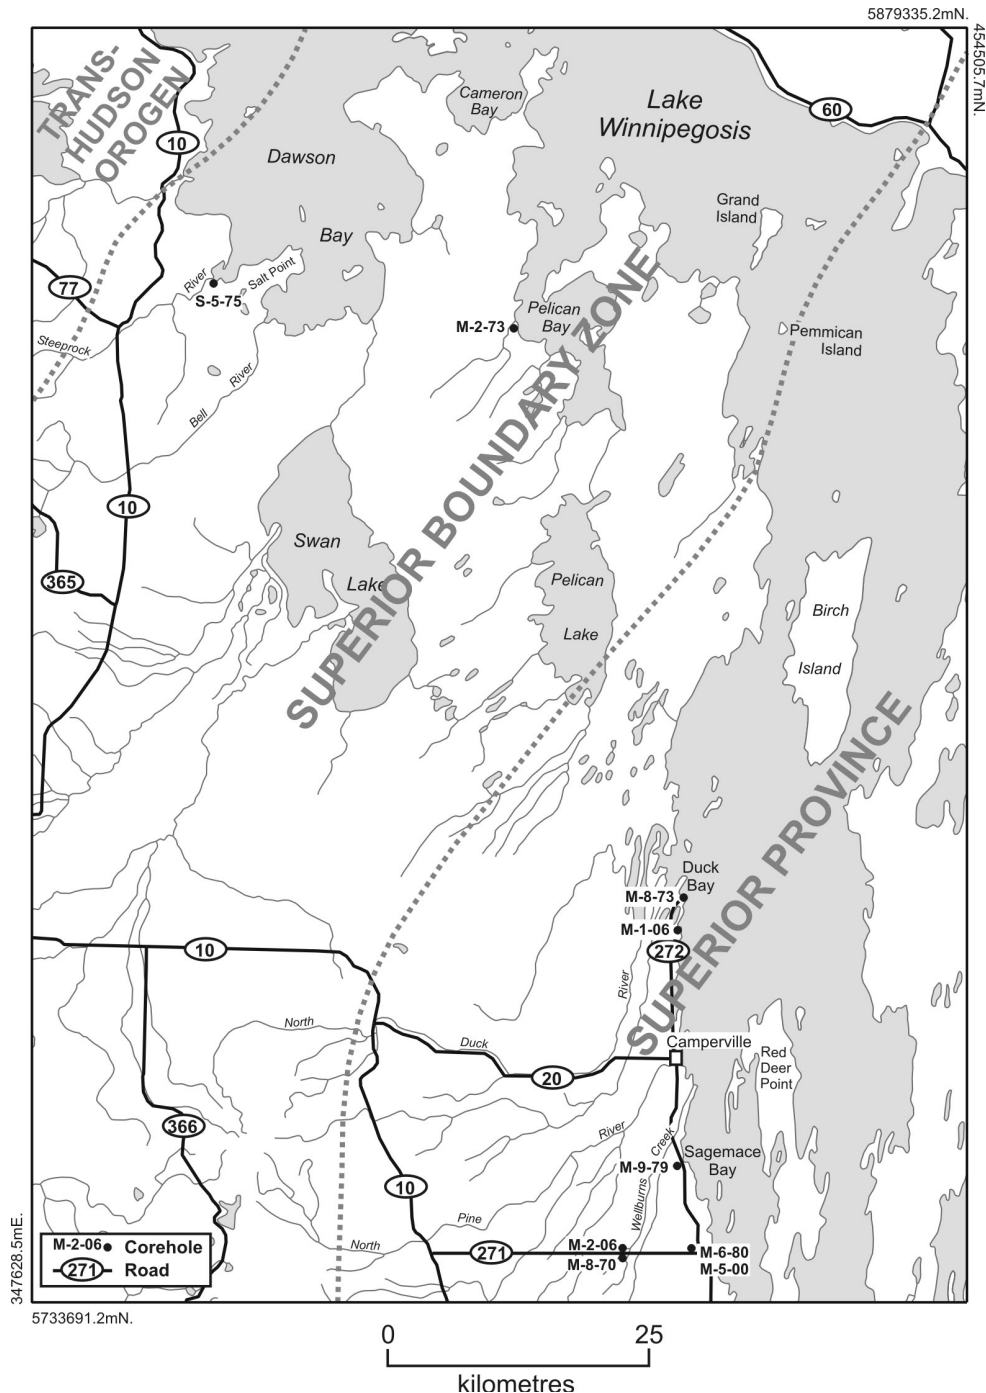 5879335.2mN.
454505.7mN.
TRANS-
HUDSON
OROGEN
10
Cameron
Bay
Lake
Winnipegosis
60
Dawson
Bay
Grand
Island
77
River
Salt Point
S-5-75
Steeprock
Bell
River
M-2-73
Pelican
Bay
Pemmican
Island
SUPERIOR BOUNDARY ZONE
10
365
Swan
Lake
Pelican
Lake
Birch
Island
SUPERIOR PROVINCE
Duck
Bay
M-8-73
M-1-06
272
10
River
North
Duck
20
Camperville
Red
Deer
Point
366
River
Creek
Sagemace
Bay
M-9-79
10
Wellburns
Pine
North
271
M-2-06
M-8-70
M-6-80
M-5-00
M-2-06 Corehole
271 Road
347628.5mE.
5733691.2mN.
0 25
kilometres